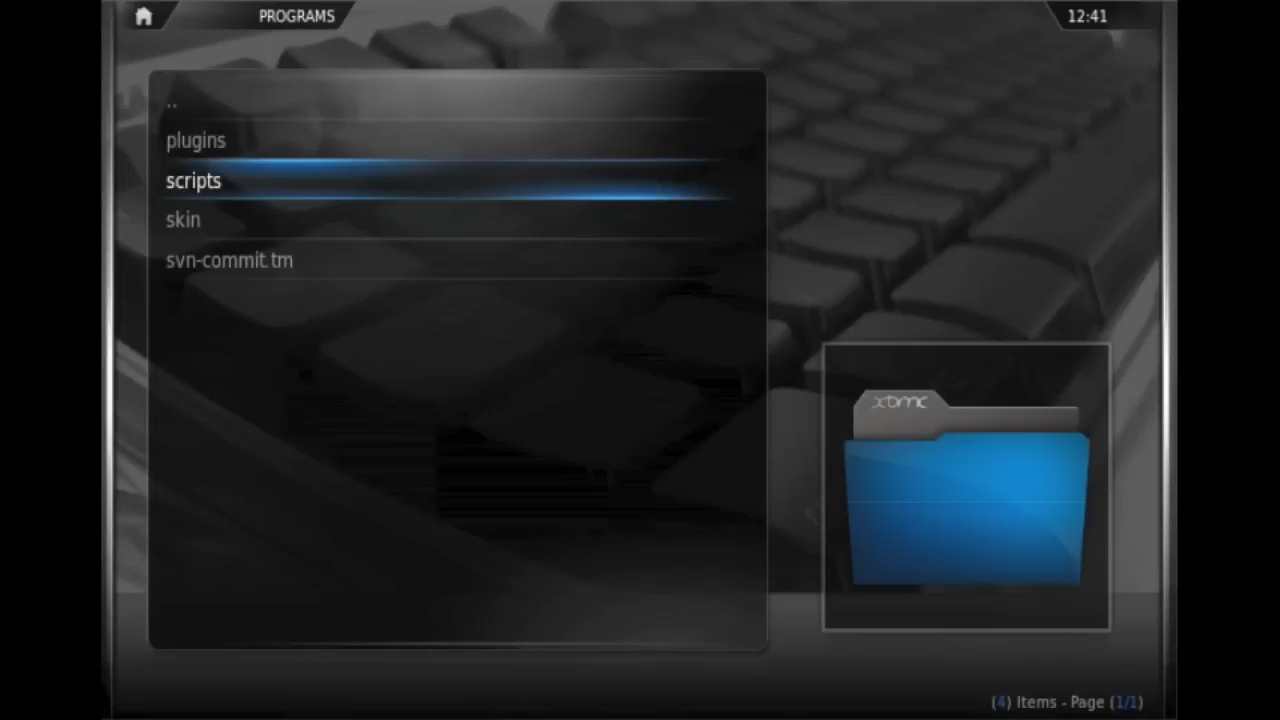 PROGRAMS
12:41
..
plugins
scripts
skin
svn-commit.tm
xbmc
(4) Items - Page (1/1)